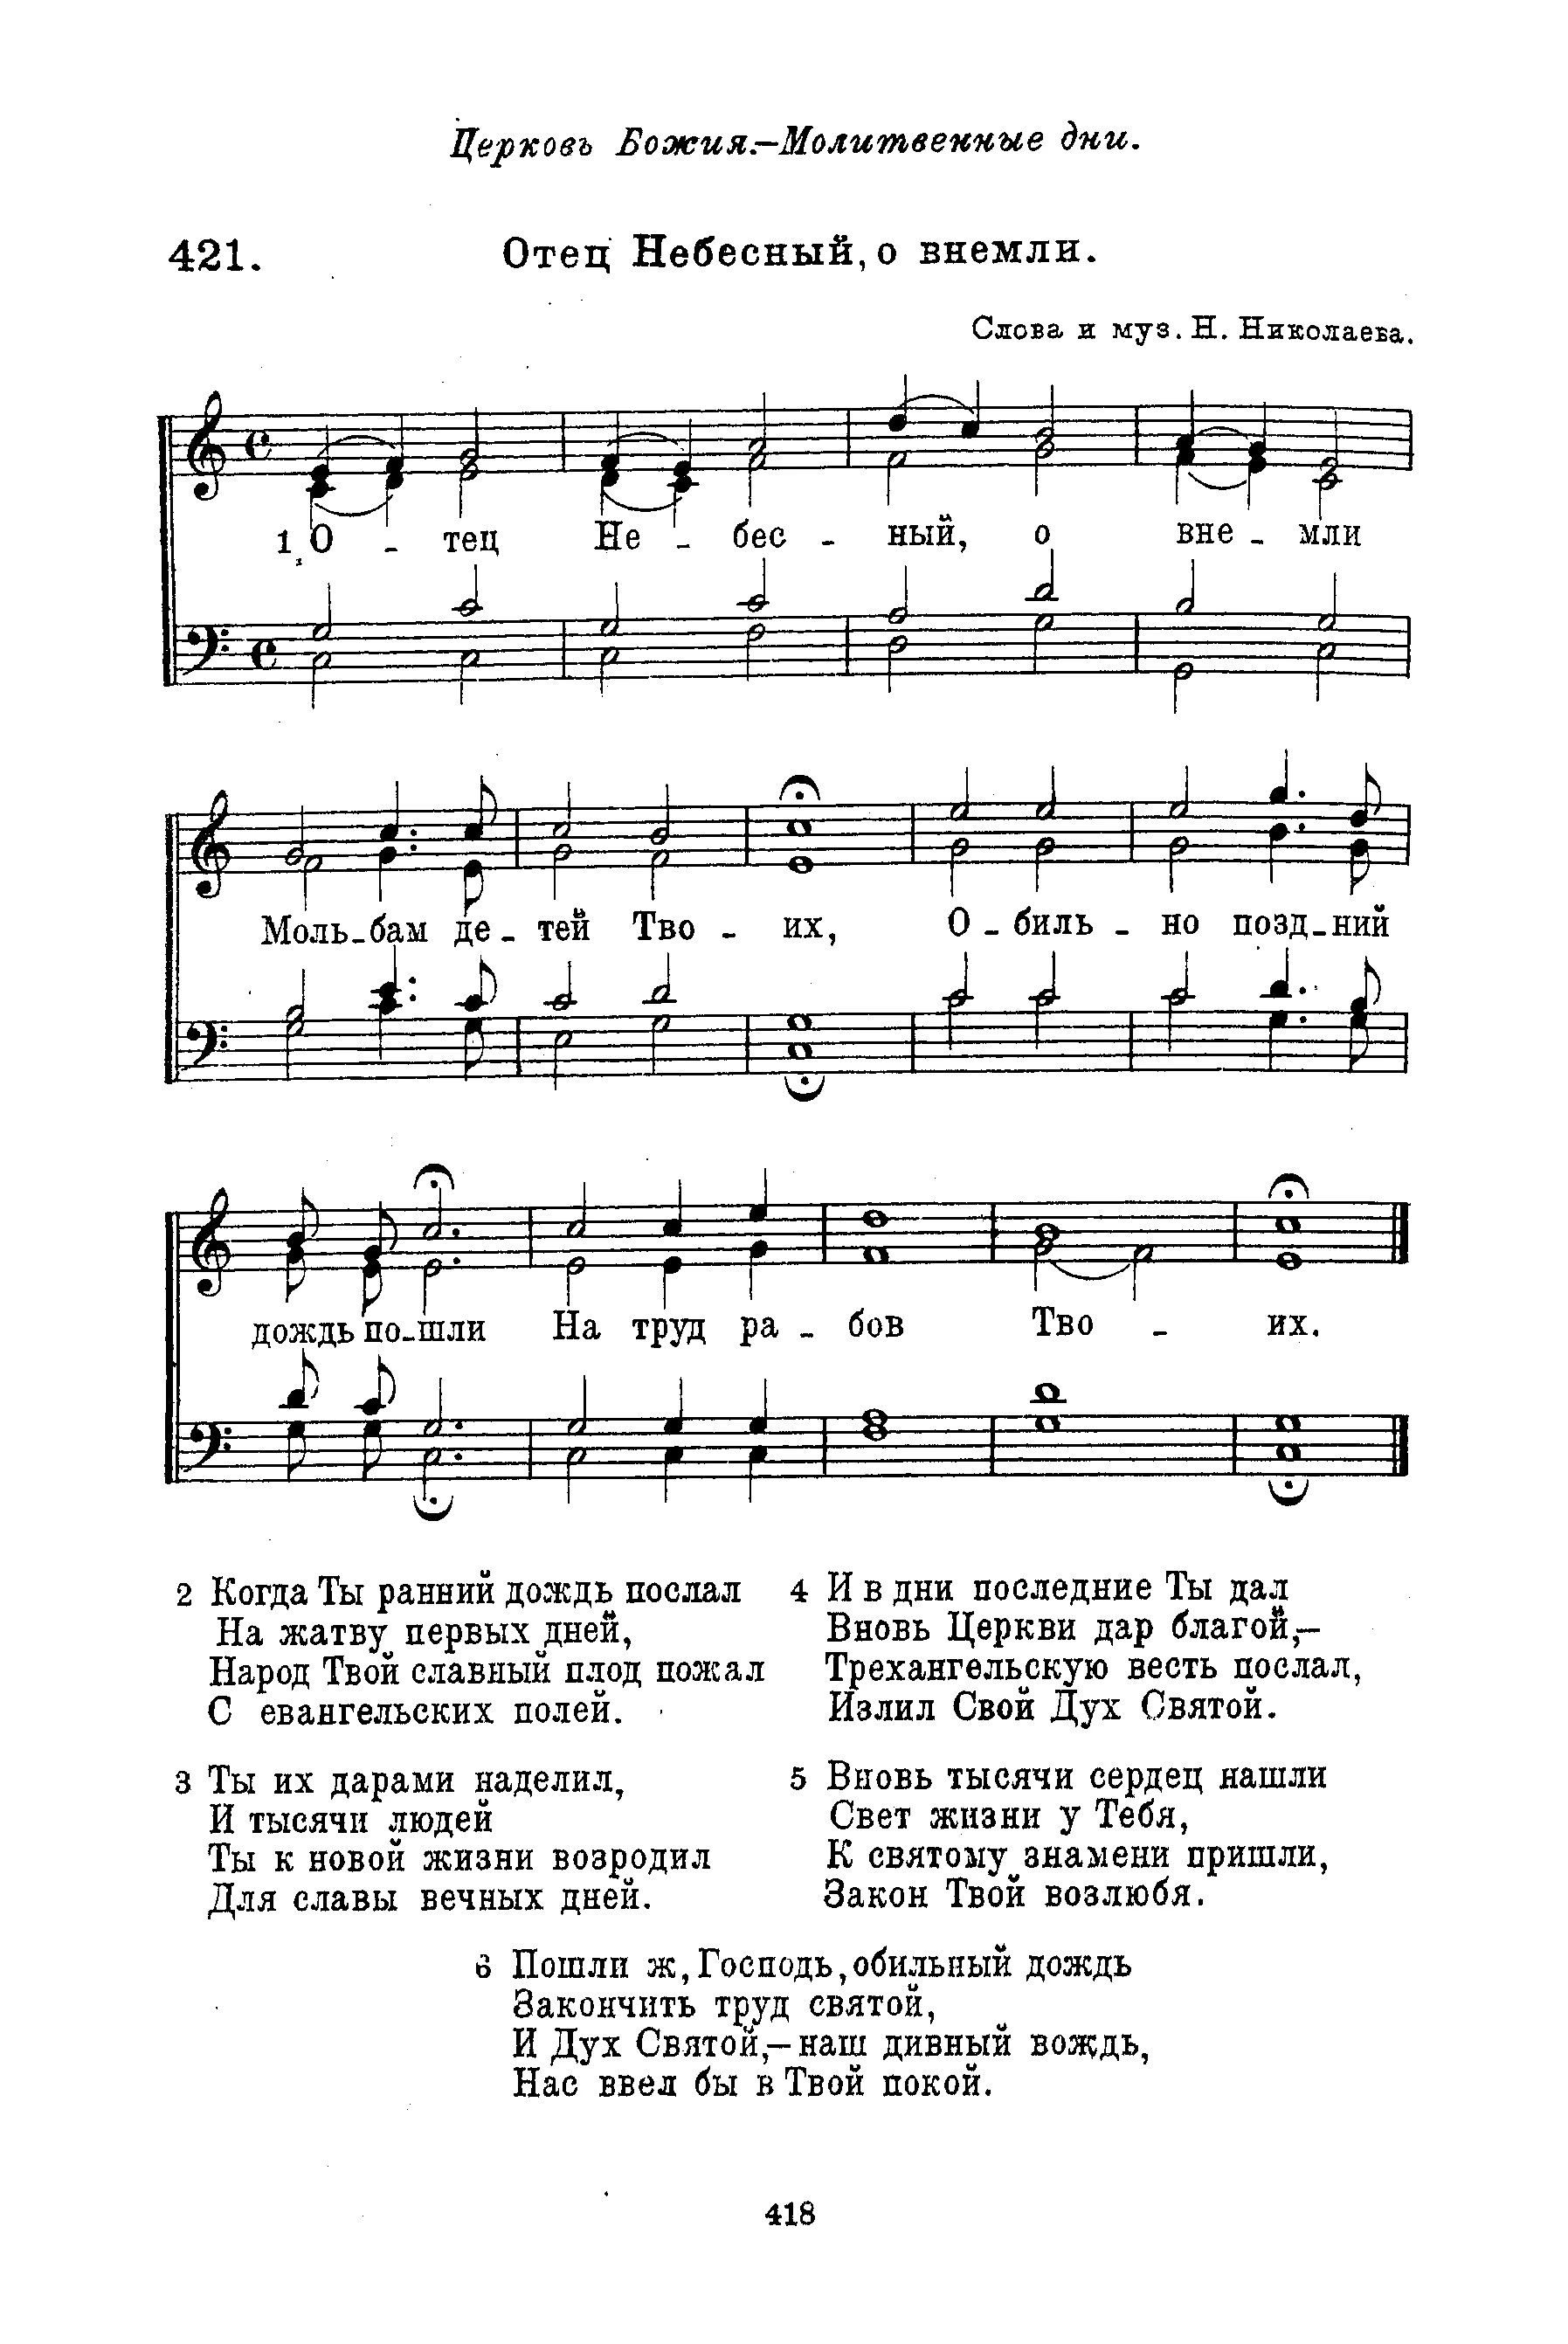 Церковь Божия.—Молитвенные дни.
421. Отец Небесный, о внемли.
Слова и муз. Н. Николаева.
1. О - тец Не - бес - ный, о вне - мли
Моль - бам де - тей Тво - их, О - биль - но позд - ний
дождь по - шли На труд ра - бов Тво - их.
2 Когда Ты ранний дождь послал
На жатву первых дней,
Народ Твой славный плод пожал
С евангельских полей.
3 Ты их дарами наделил,
И тысячи людей
Ты к новой жизни возродил
Для славы вечных дней.
4 И в дни последние Ты дал
Вновь Церкви дар благой,—
Трехангельскую весть послал,
Излил Свой Дух Святой.
5 Вновь тысячи сердец нашли
Свет жизни у Тебя,
К святому знамени пришли,
Закон Твой возлюбя.
6 Пошли ж, Господь, обильный дождь
Закончить труд святой,
И Дух Святой,— наш дивный вождь,
Нас ввел бы в Твой покой.
418